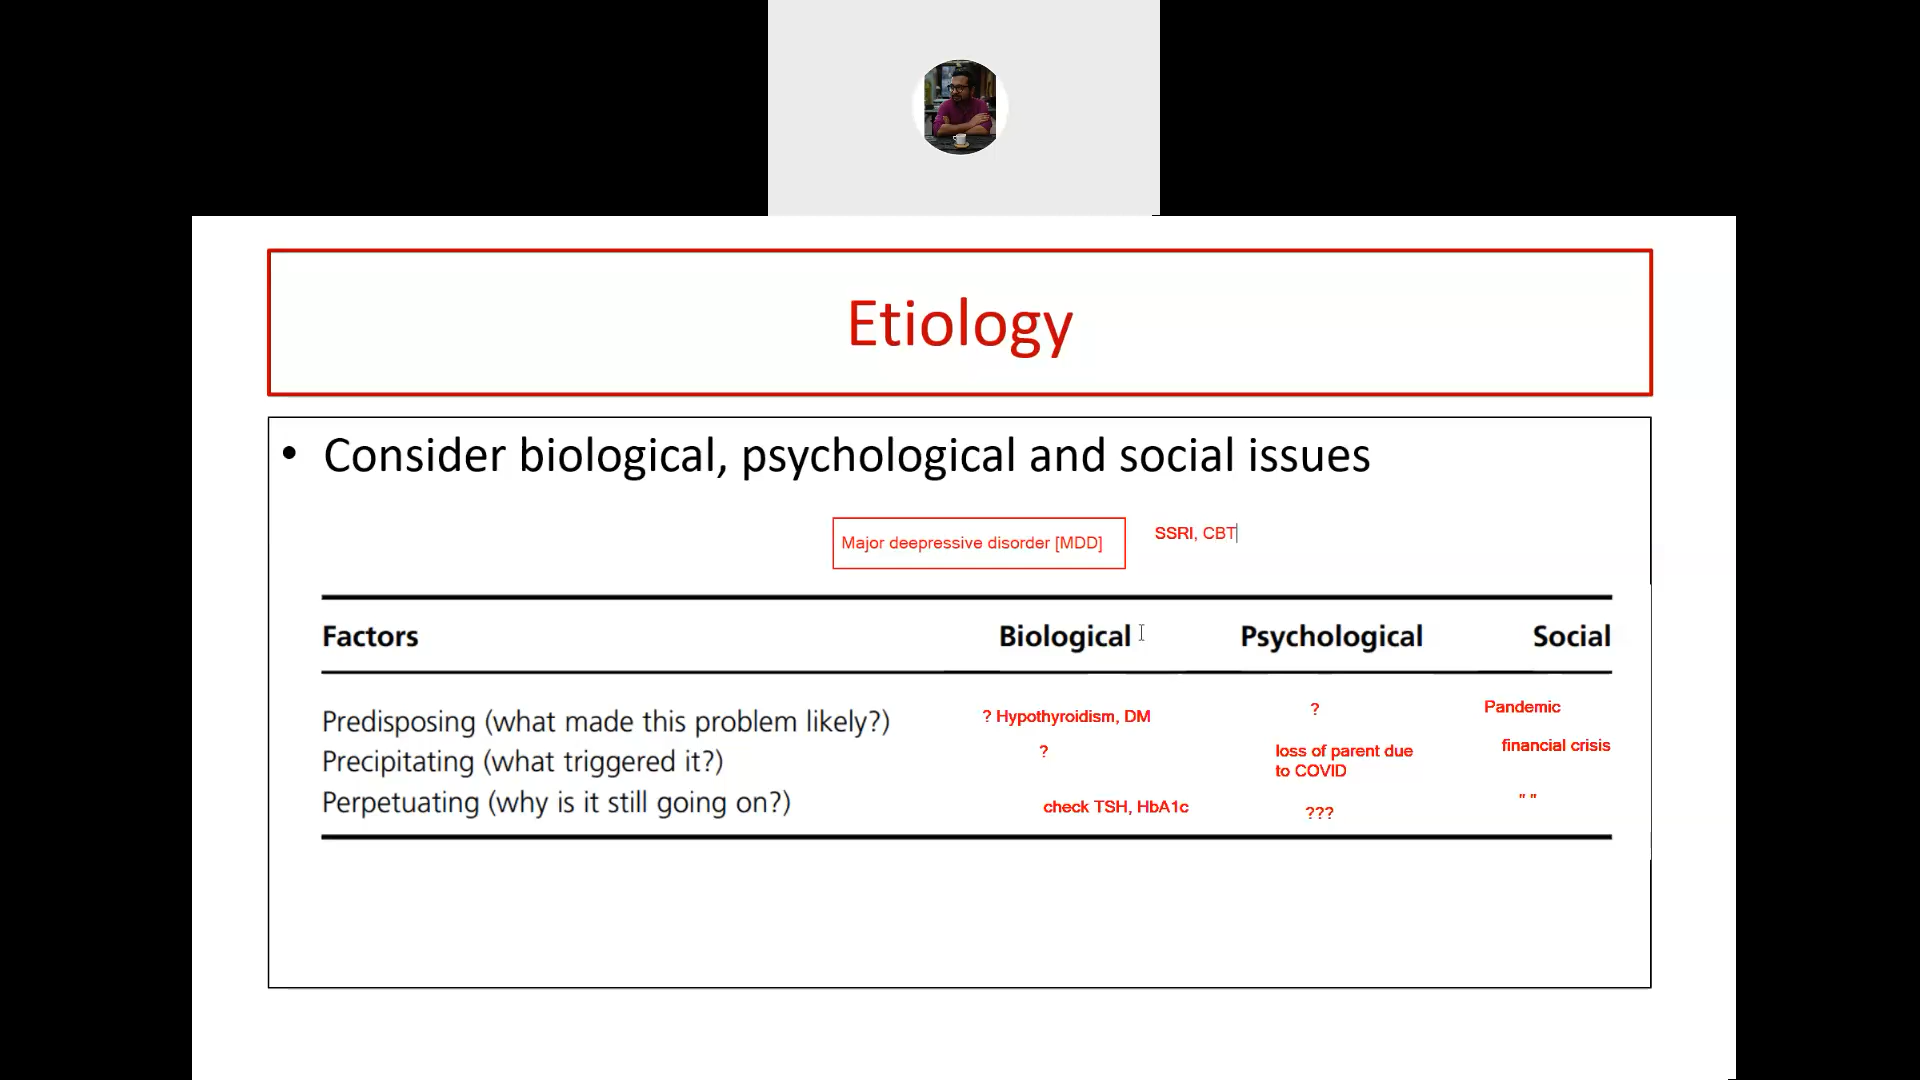 Etiology
• Consider biological, psychological and social issues
Major deepressive disorder [MDD] SSRI, CBT
Factors Biological Psychological Social
Predisposing (what made this problem likely?) ? Hypothyroidism, DM ? Pandemic
Precipitating (what triggered it?) ? loss of parent due financial crisis
to COVID
Perpetuating (why is it still going on?) check TSH, HbA1c ??? " "